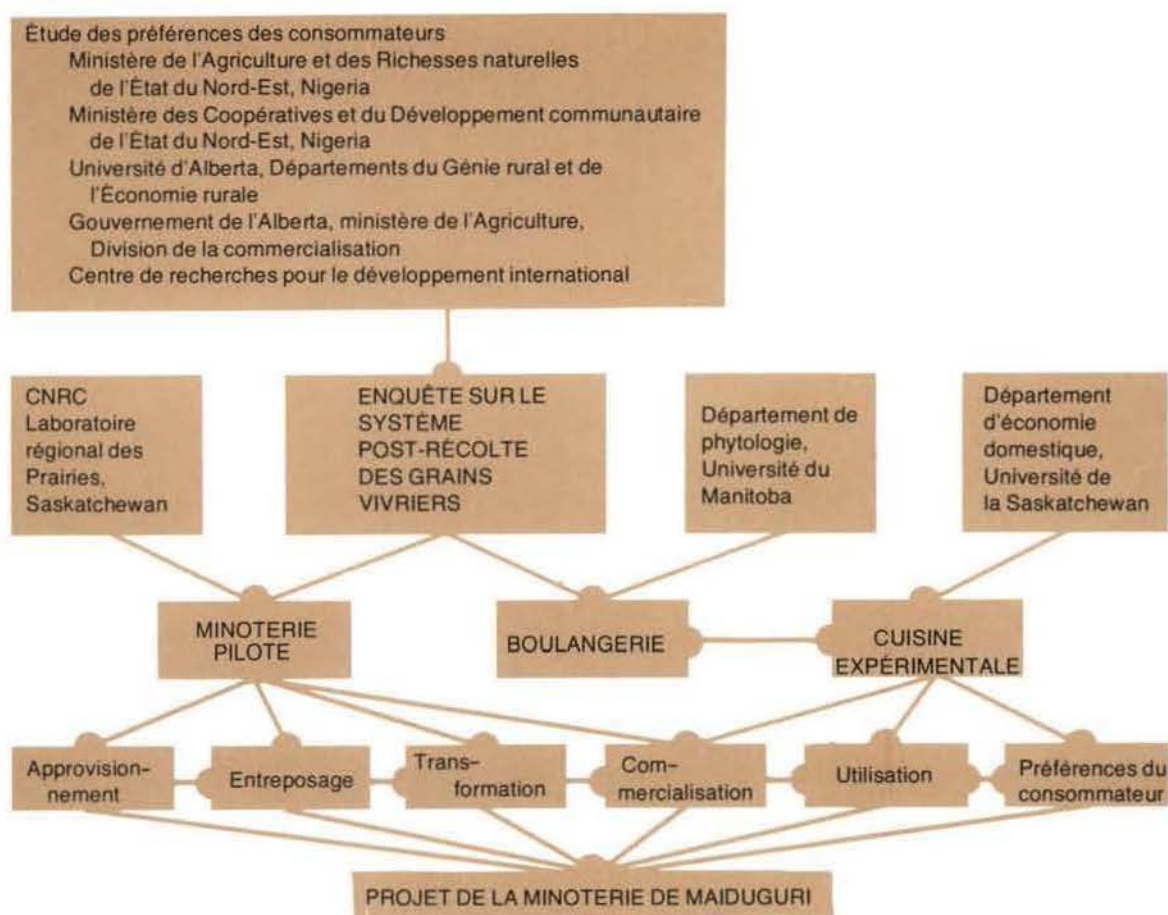 Étude des préférences des consommateurs
Ministère de l'Agriculture et des Richesses naturelles
de l'État du Nord-Est, Nigeria
Ministère des Coopératives et du Développement communautaire
de l'État du Nord-Est, Nigeria
Université d'Alberta, Départements du Génie rural et de
l'Économie rurale
Gouvernement de l'Alberta, ministère de l'Agriculture,
Division de la commercialisation
Centre de recherches pour le développement international
CNRC
Laboratoire
régional des
Prairies,
Saskatchewan
ENQUÊTE SUR LE
SYSTÈME
POST-RÉCOLTE
DES GRAINS
VIVRIERS
Département de
phytologie,
Université du
Manitoba
Département
d'économie
domestique,
Université de
la Saskatchewan
MINOTERIE
PILOTE
BOULANGERIE
CUISINE
EXPÉRIMENTALE
Approvision-
nement
Entreposage
Trans-
formation
Com-
mercialisation
Utilisation
Préférences du
consommateur
PROJET DE LA MINOTERIE DE MAIDUGURI